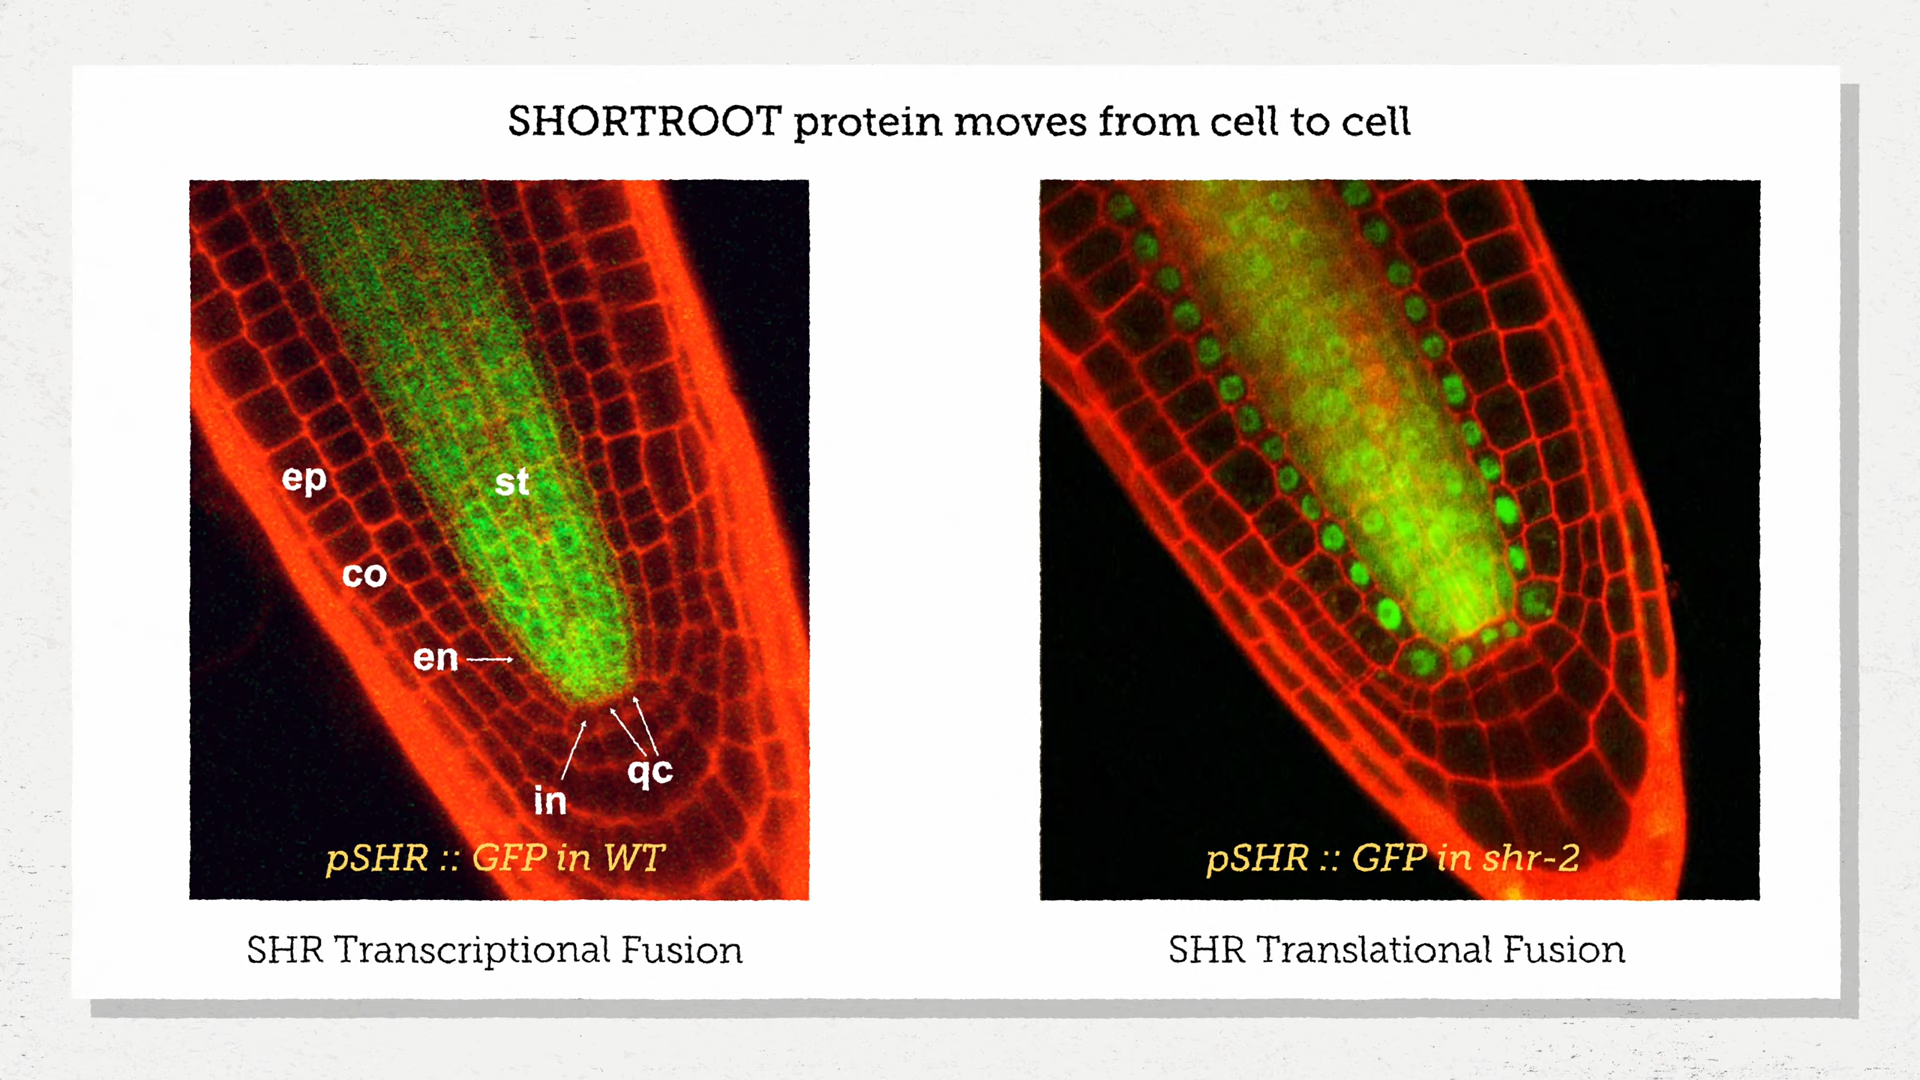 SHORTROOT protein moves from cell to cell
ep
st
co
en
qc
in
pSHR :: GFP in WT
pSHR :: GFP in shr-2
SHR Transcriptional Fusion
SHR Translational Fusion